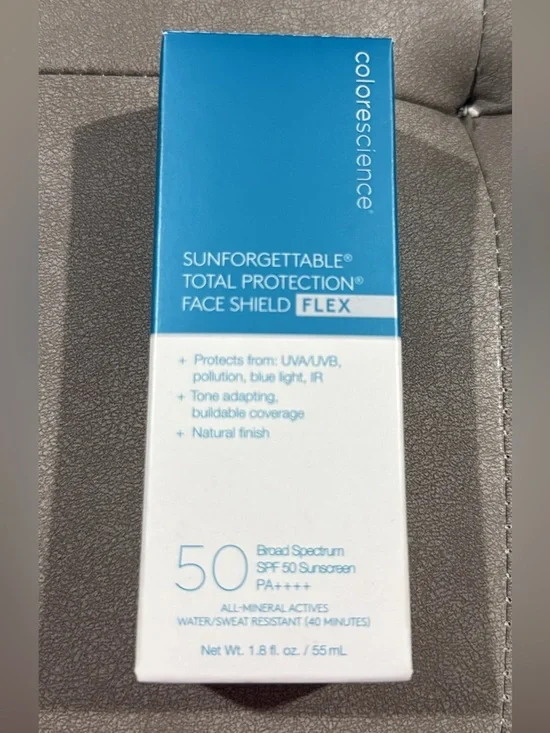 colorescience®
SUNFORGETTABLE®
TOTAL PROTECTION®
FACE SHIELD FLEX
+ Protects from: UVA/UVB,
pollution, blue light, IR
+ Tone adapting,
buildable coverage
+ Natural finish
50 Broad Spectrum
SPF 50 Sunscreen
PA++++
ALL-MINERAL ACTIVES
WATER/SWEAT RESISTANT (40 MINUTES)
Net Wt. 1.8 fl. oz. / 55 mL